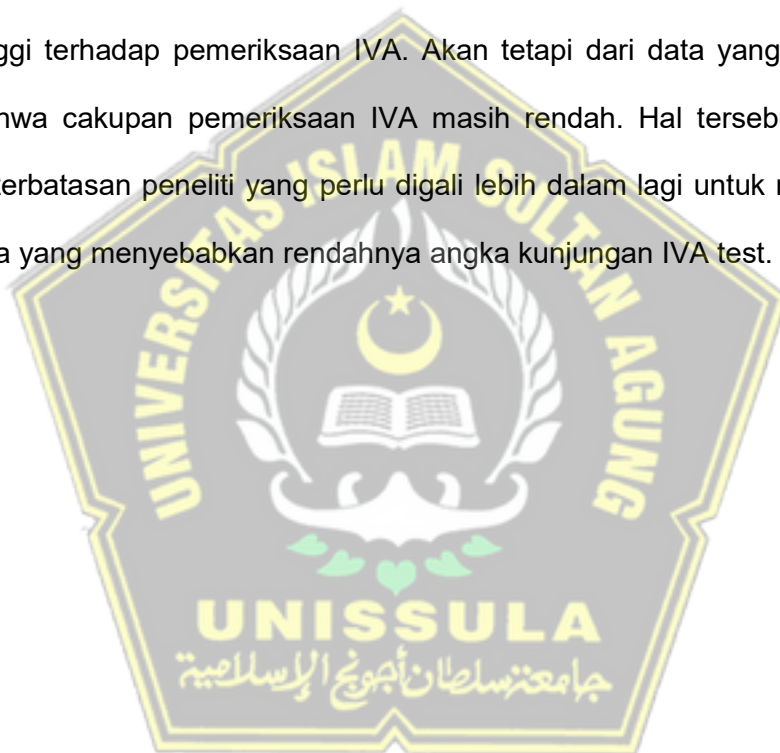 ggi terhadap pemeriksaan IVA. Akan tetapi dari data yang
hwa cakupan pemeriksaan IVA masih rendah. Hal tersebu
terbatasan peneliti yang perlu digali lebih dalam lagi untuk
a yang menyebabkan rendahnya angka kunjungan IVA test.
UNIVERSITAS ISLAM SULTAN AGUNG
UNISSULA
جامعة سلطان أجونج الإسلامية